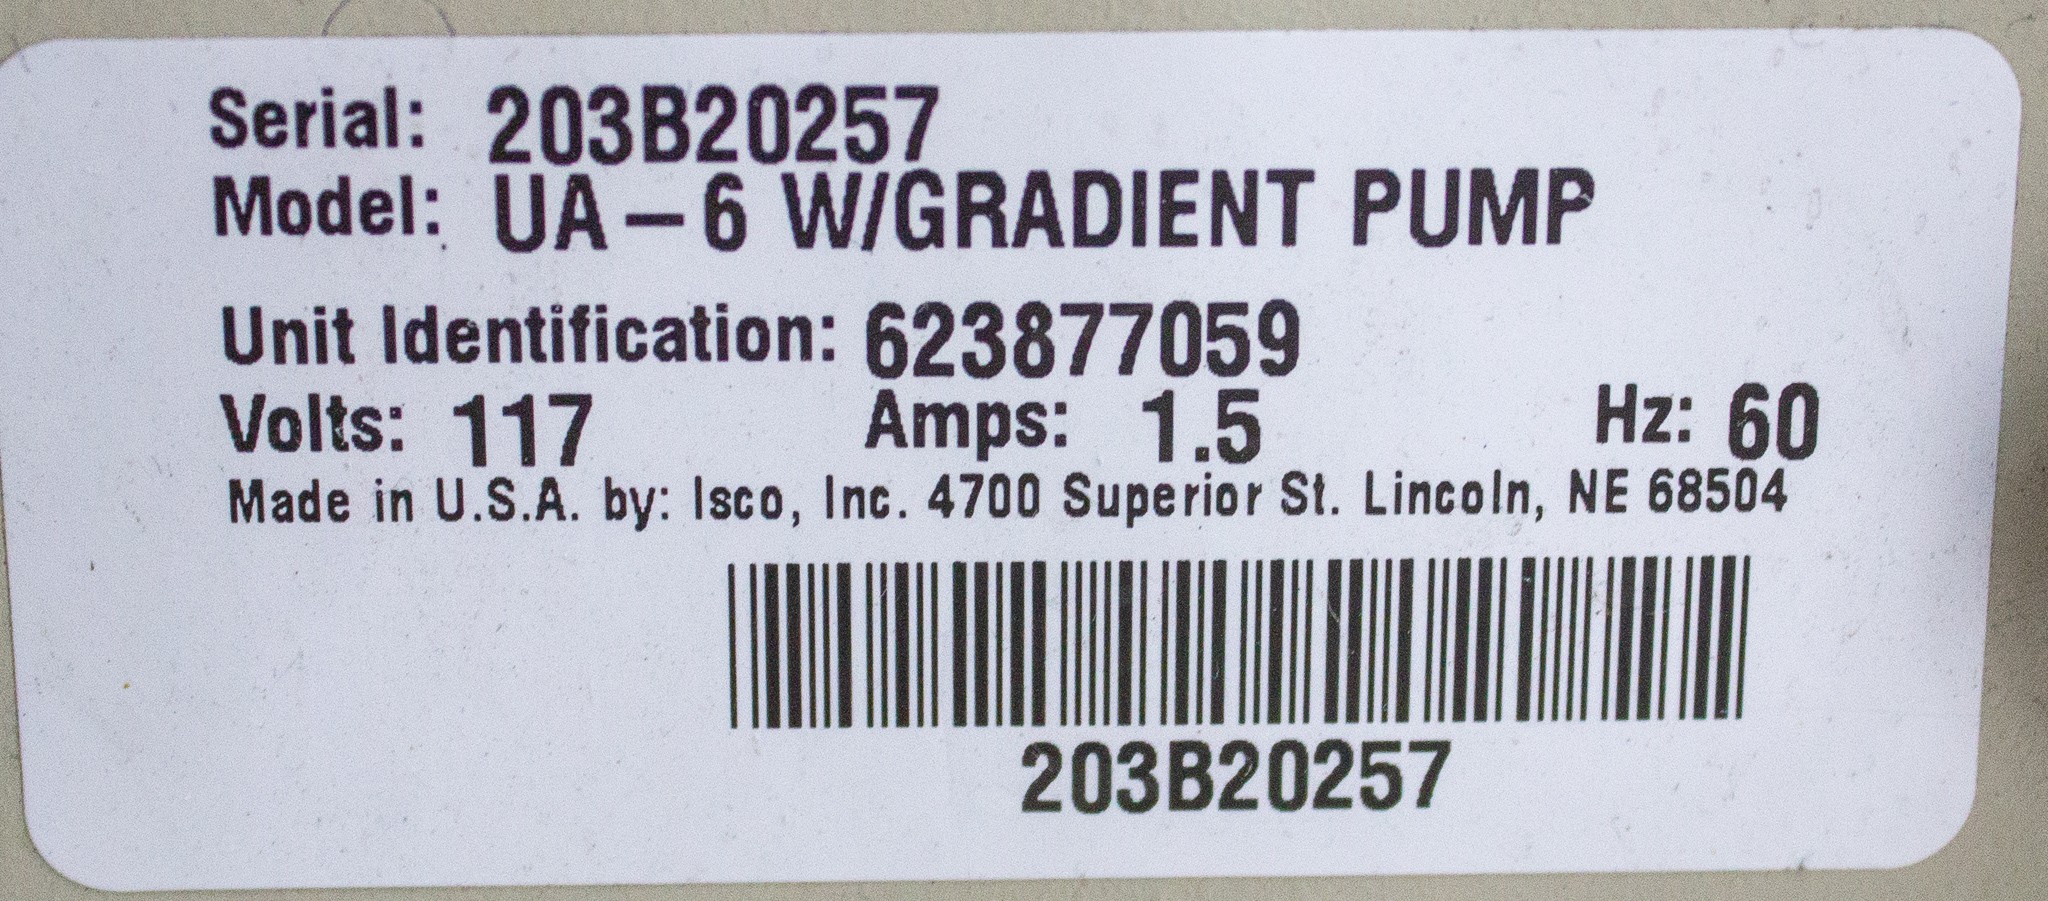 Serial: 203B20257
Model: UA-6 W/GRADIENT PUMP
Unit Identification: 623877059
Volts: 117 Amps: 1.5 Hz: 60
Made in U.S.A. by: Isco, Inc. 4700 Superior St. Lincoln, NE 68504
203B20257